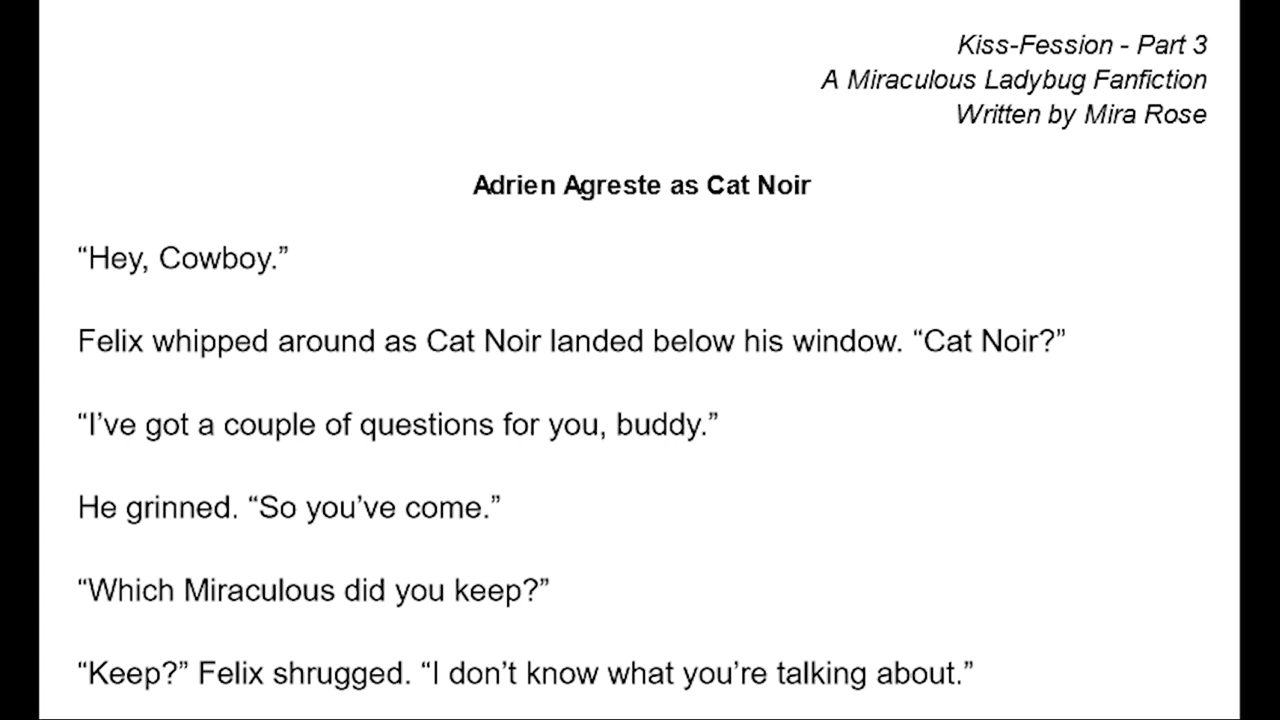 Kiss-Fession - Part 3
A Miraculous Ladybug Fanfiction
Written by Mira Rose
Adrien Agreste as Cat Noir
“Hey, Cowboy.”
Felix whipped around as Cat Noir landed below his window. “Cat Noir?”
“I’ve got a couple of questions for you, buddy.”
He grinned. “So you’ve come.”
“Which Miraculous did you keep?”
“Keep?” Felix shrugged. “I don’t know what you’re talking about.”